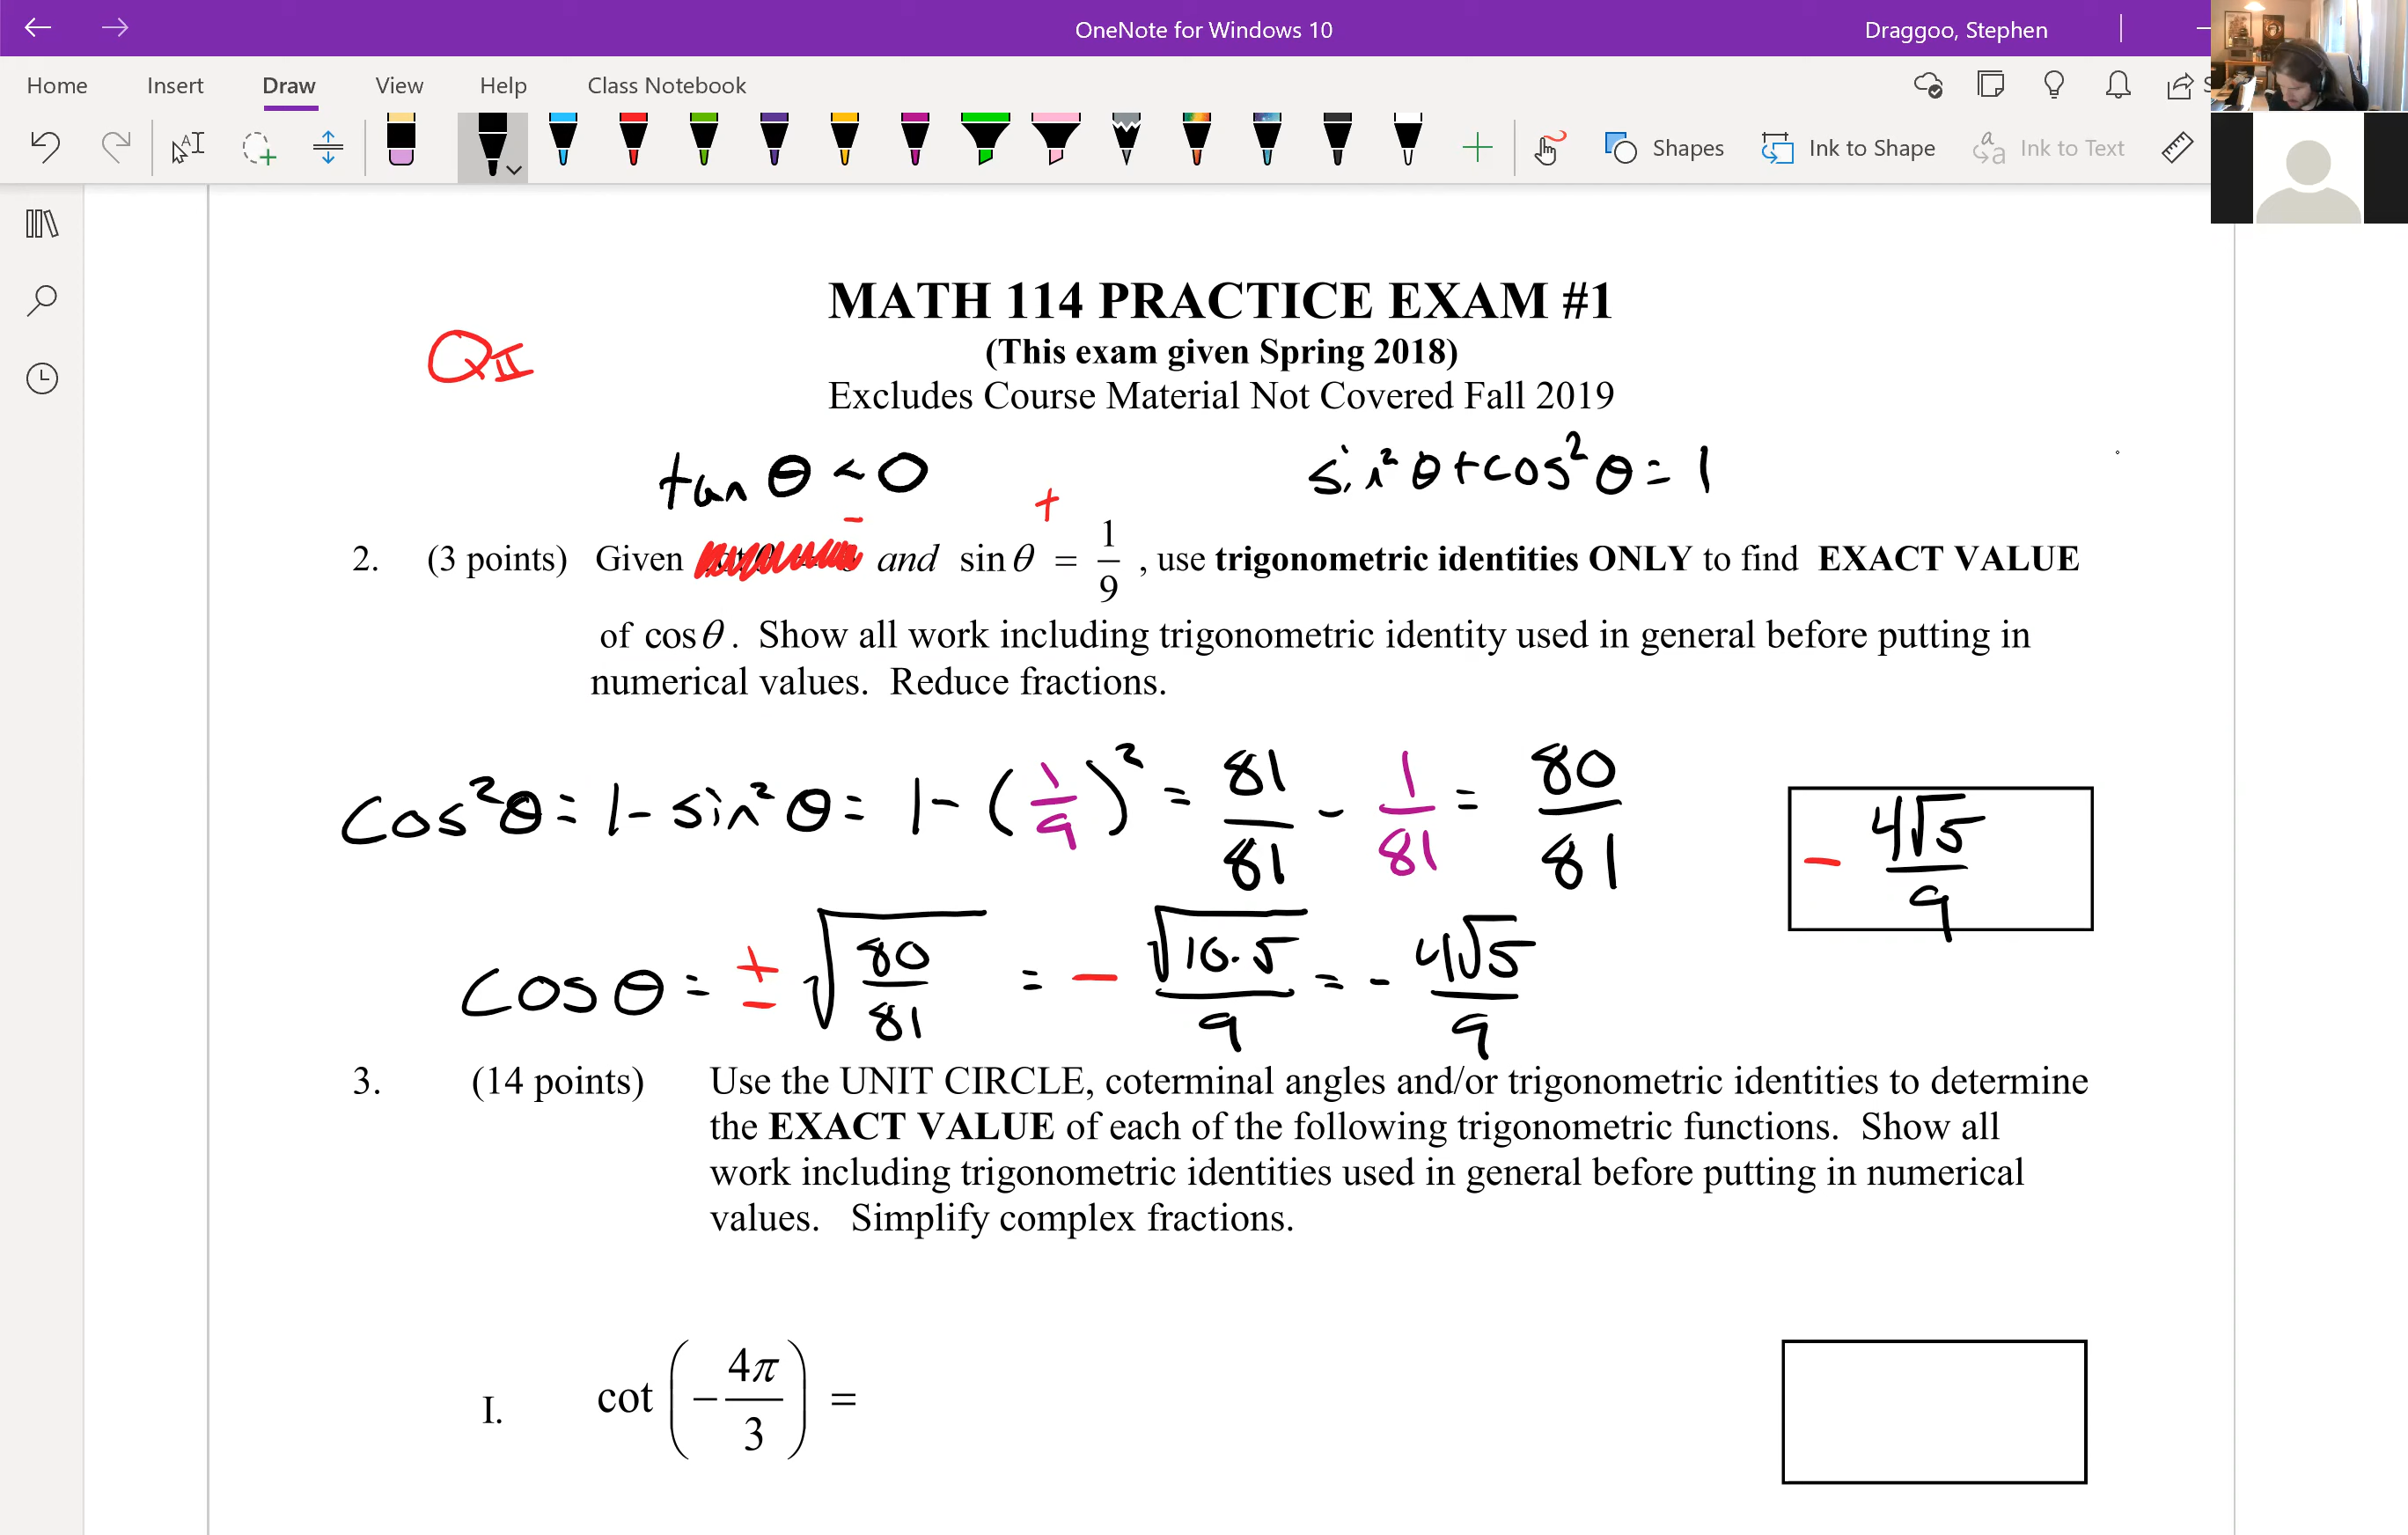 OneNote for Windows 10
Draggoo, Stephen
Home Insert Draw View Help Class Notebook
Shapes Ink to Shape Ink to Text
MATH 114 PRACTICE EXAM #1
(This exam given Spring 2018)
Excludes Course Material Not Covered Fall 2019
QII
tan θ < 0
sin² θ + cos² θ = 1
- +
2. (3 points) Given and sin θ = 1/9 , use trigonometric identities ONLY to find EXACT VALUE
of cos θ. Show all work including trigonometric identity used in general before putting in
numerical values. Reduce fractions.
cos²θ = 1 - sin²θ = 1 - (1/9)² = 81/81 - 1/81 = 80/81
- 4√5/9
cos θ = ± √(80/81) = - √(16·5)/9 = - 4√5/9
3. (14 points) Use the UNIT CIRCLE, coterminal angles and/or trigonometric identities to determine
the EXACT VALUE of each of the following trigonometric functions. Show all
work including trigonometric identities used in general before putting in numerical
values. Simplify complex fractions.
I. cot (-4π/3) =